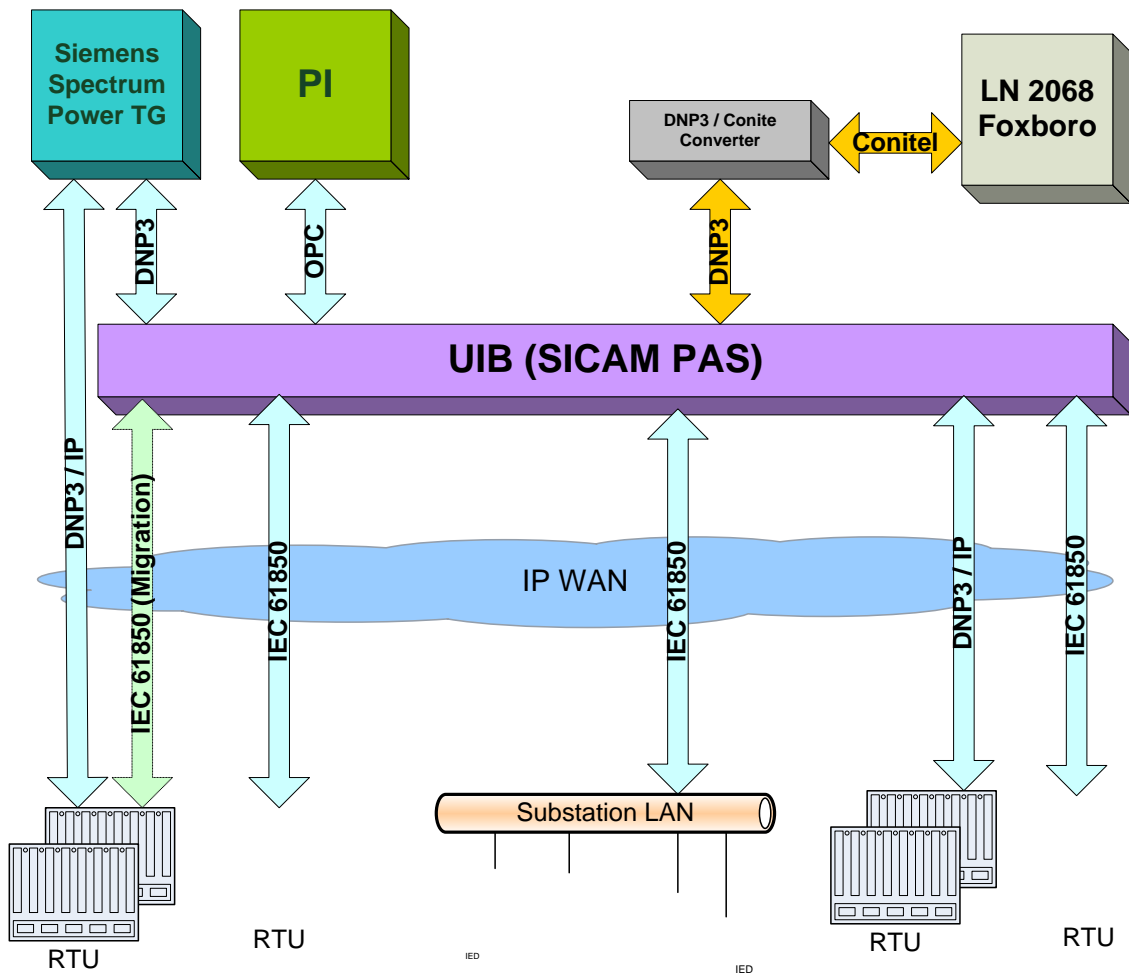 Siemens
Spectrum
Power TG
PI
DNP3 / Conite
Converter
Conitel
LN 2068
Foxboro
DNP3
OPC
DNP3
UIB (SICAM PAS)
DNP3 / IP
IEC 61850 (Migration)
IEC 61850
IEC 61850
DNP3 / IP
IEC 61850
IP WAN
Substation LAN
RTU
RTU
IED
IED
RTU
RTU